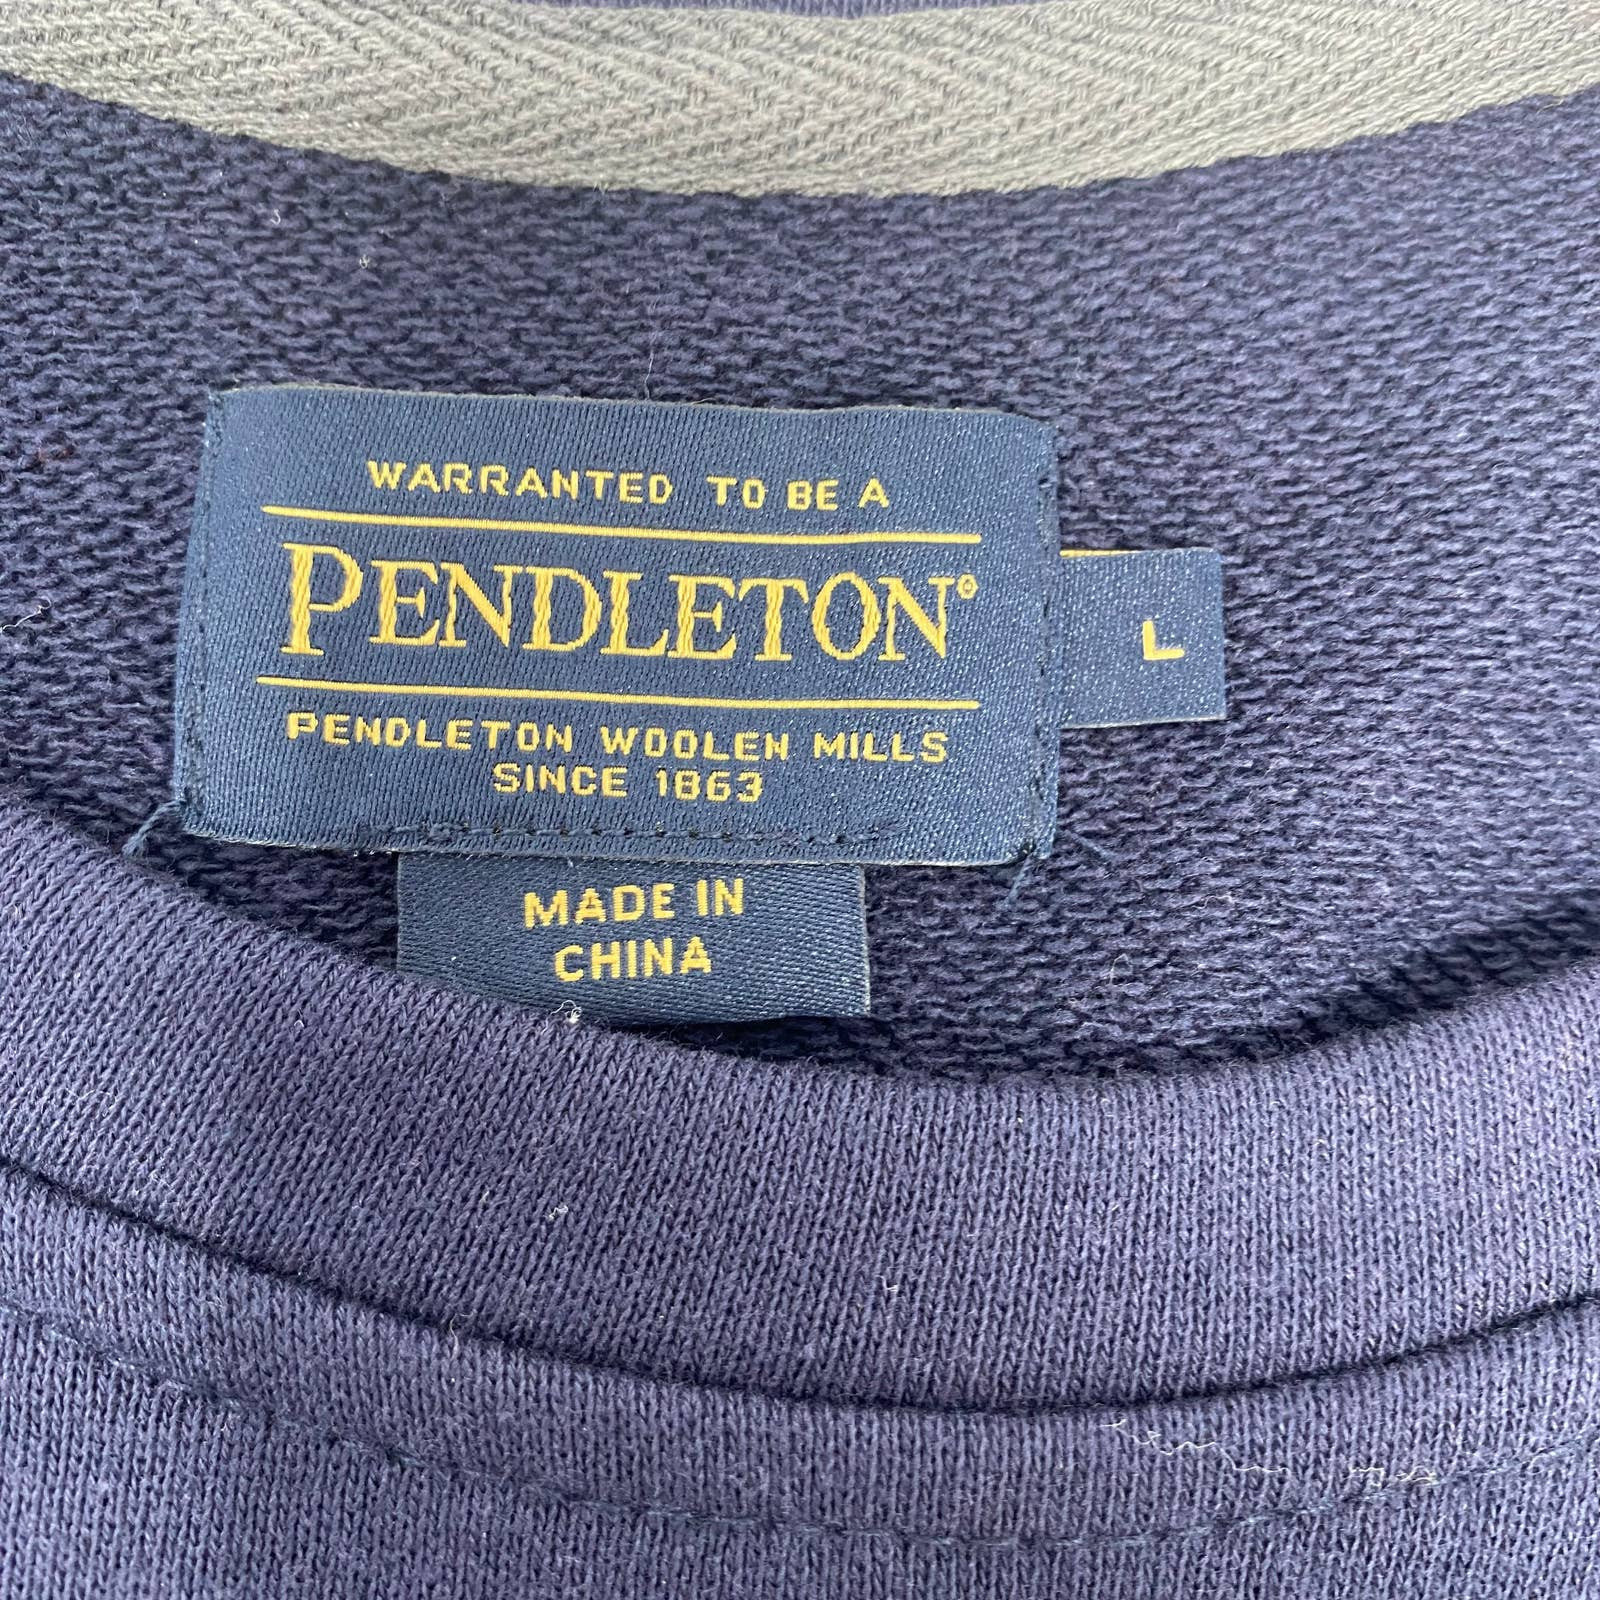 WARRANTED TO BE A
PENDLETON®
PENDLETON WOOLEN MILLS
SINCE 1863
L
MADE IN
CHINA